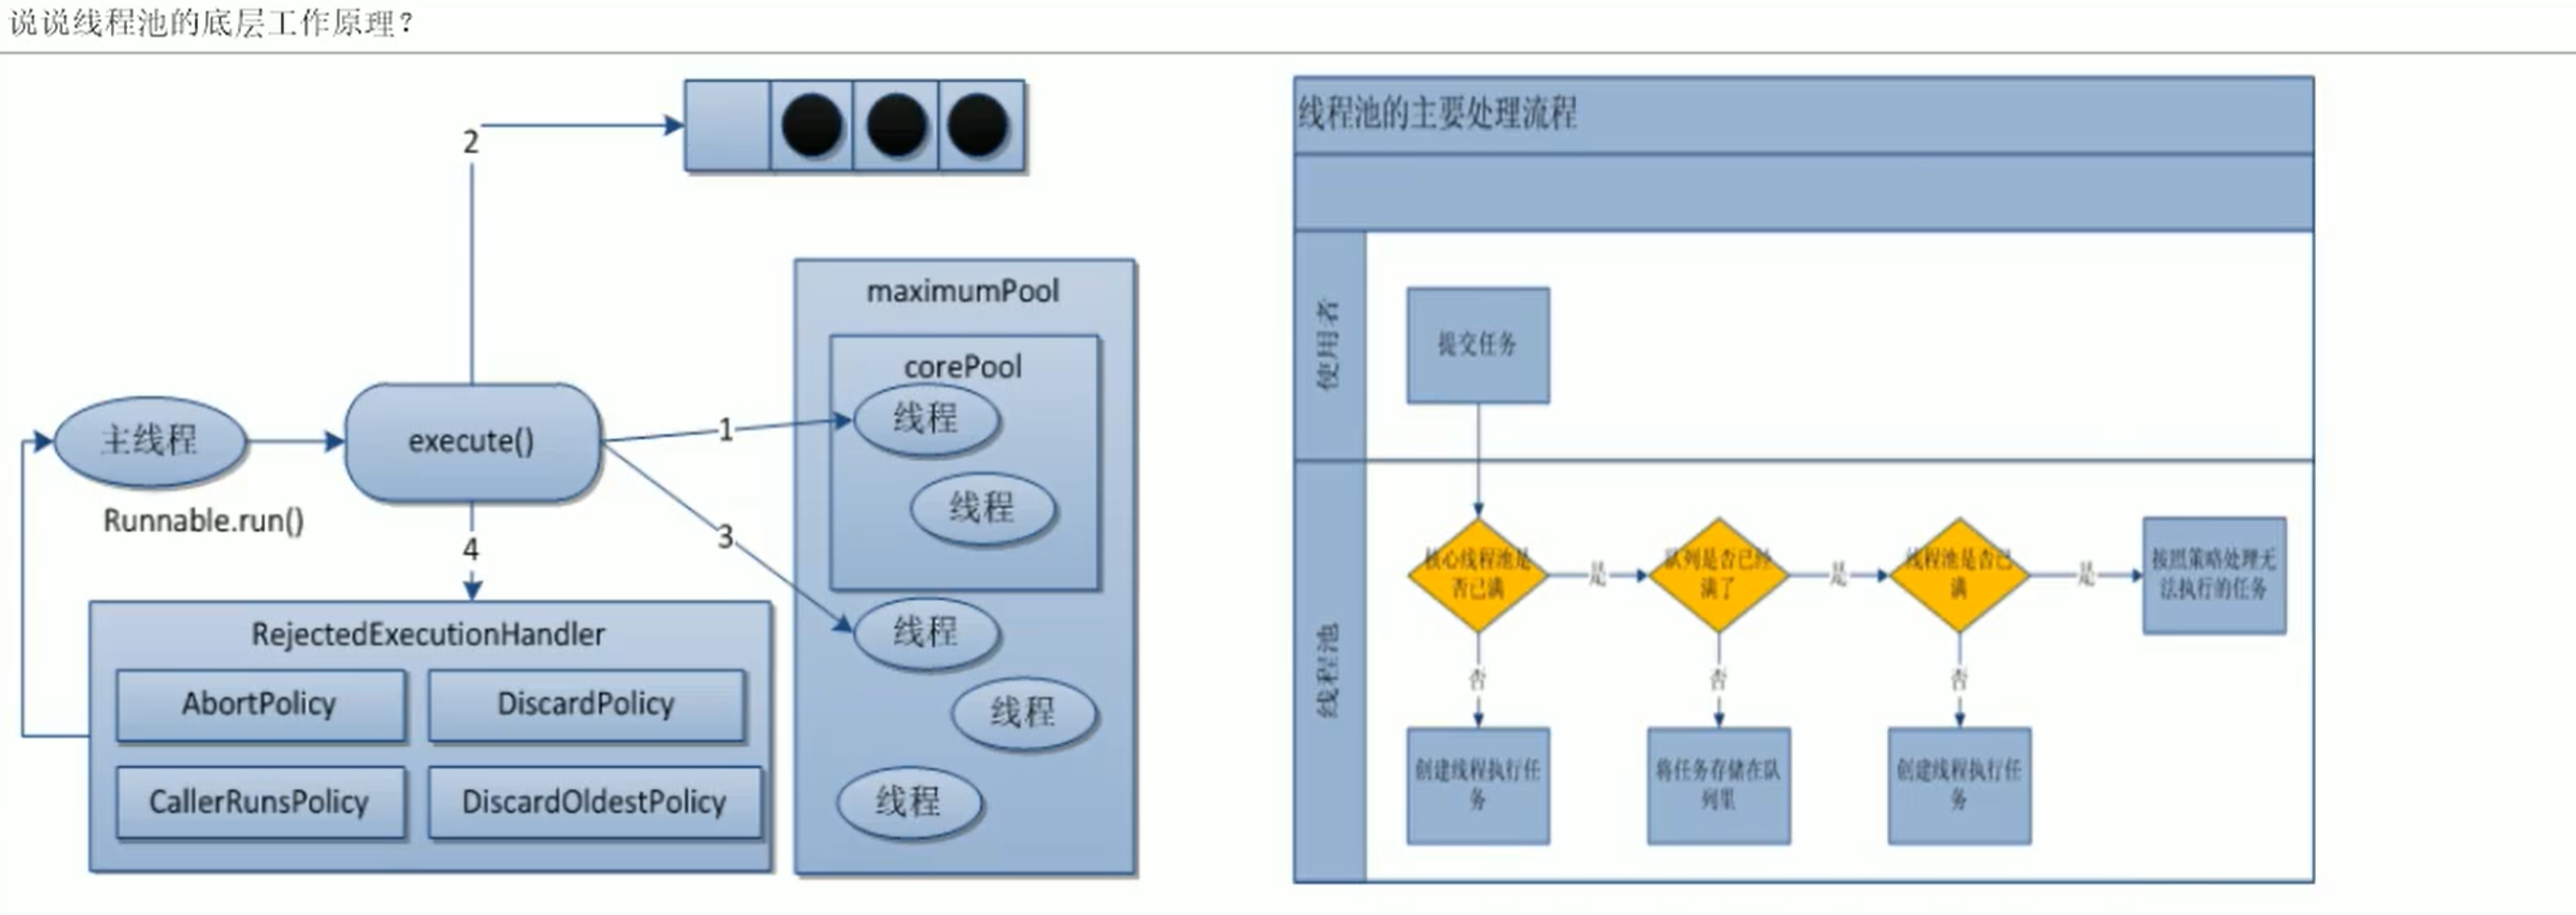 说说线程池的底层工作原理？
2
maximumPool
corePool
线程
线程
1
主线程
execute()
Runnable.run()
3
4
线程
线程
线程
RejectedExecutionHandler
AbortPolicy
DiscardPolicy
CallerRunsPolicy
DiscardOldestPolicy
线程池的主要处理流程
使用者
提交任务
线程池
核心线程池是
否已满
是
队列是否已经
满了
是
线程池是否已
满
是
按照策略处理无
法执行的任务
否
否
否
创建线程执行任
务
将任务存储在队
列里
创建线程执行任
务